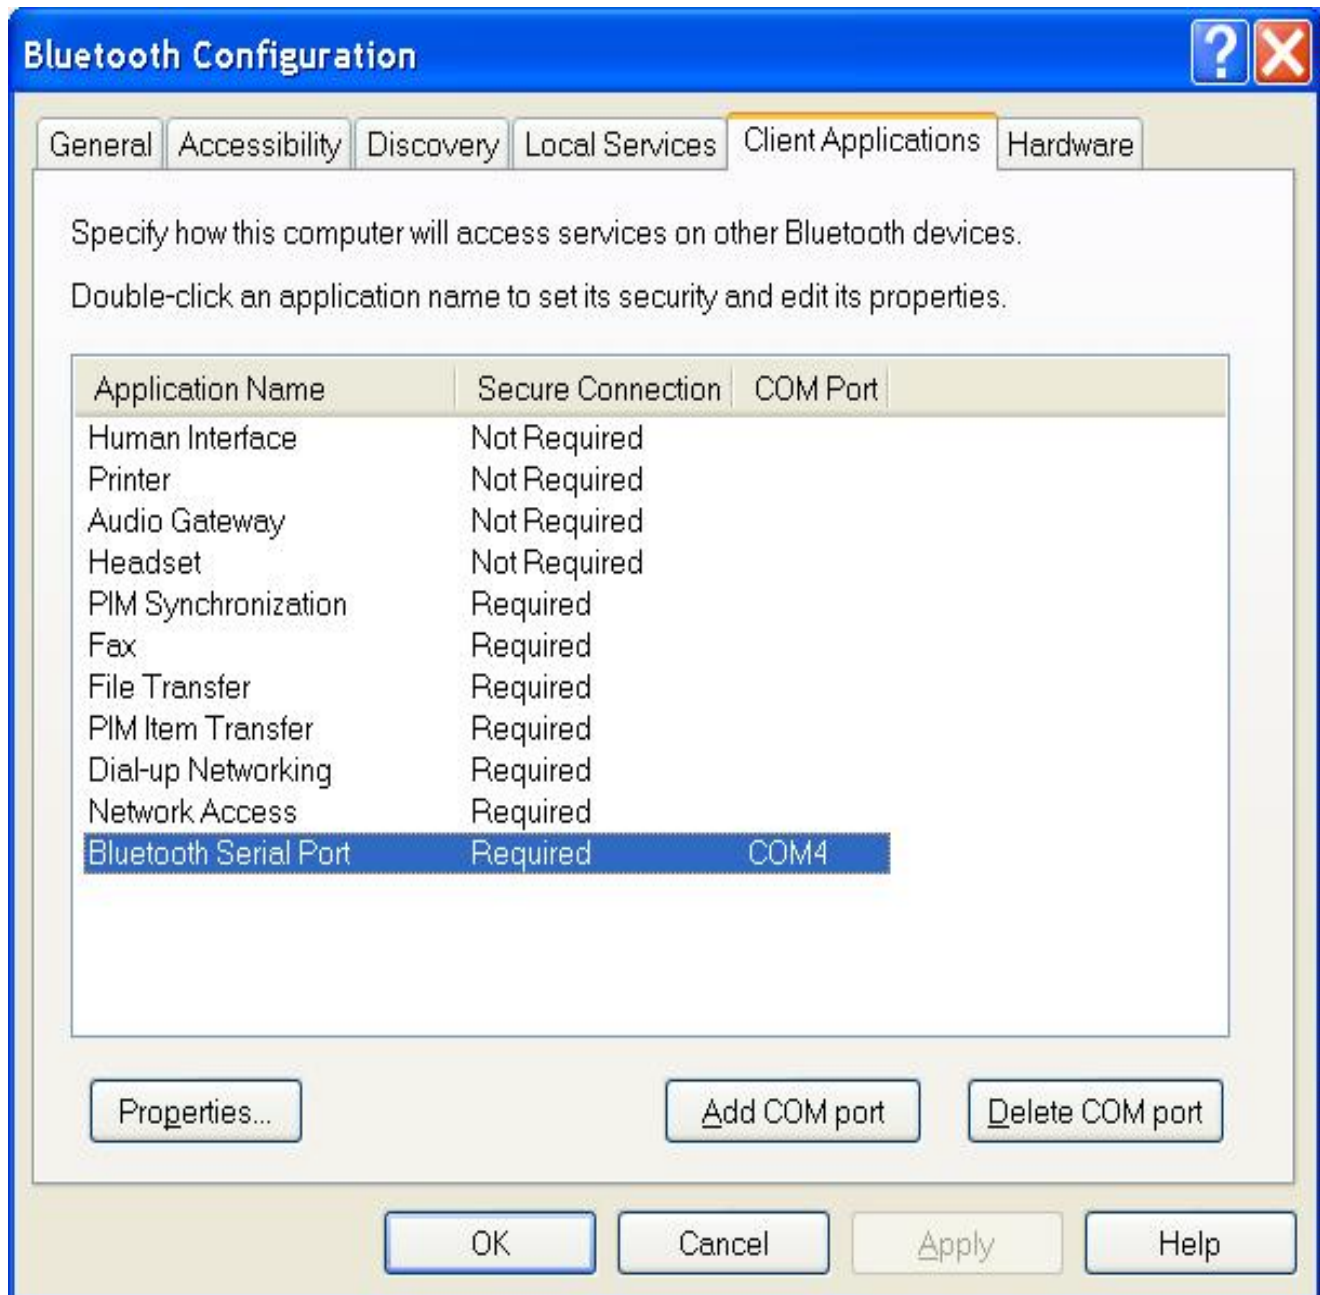 Bluetooth Configuration
General Accessibility Discovery Local Services Client Applications Hardware
Specify how this computer will access services on other Bluetooth devices.
Double-click an application name to set its security and edit its properties.
Application Name Secure Connection COM Port
Human Interface Not Required
Printer Not Required
Audio Gateway Not Required
Headset Not Required
PIM Synchronization Required
Fax Required
File Transfer Required
PIM Item Transfer Required
Dial-up Networking Required
Network Access Required
Bluetooth Serial Port Required COM4
Properties... Add COM port Delete COM port
OK Cancel Apply Help